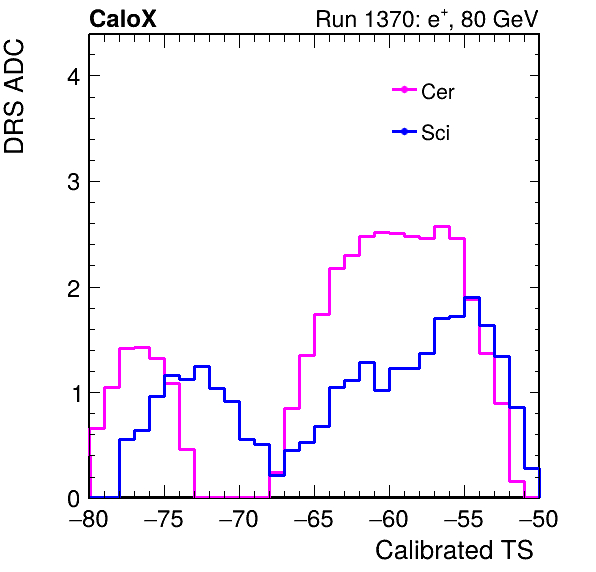 CaloX Run 1370: e⁺, 80 GeV
DRS ADC
4
3
2
1
0
Cer
Sci
−80 −75 −70 −65 −60 −55 −50
Calibrated TS